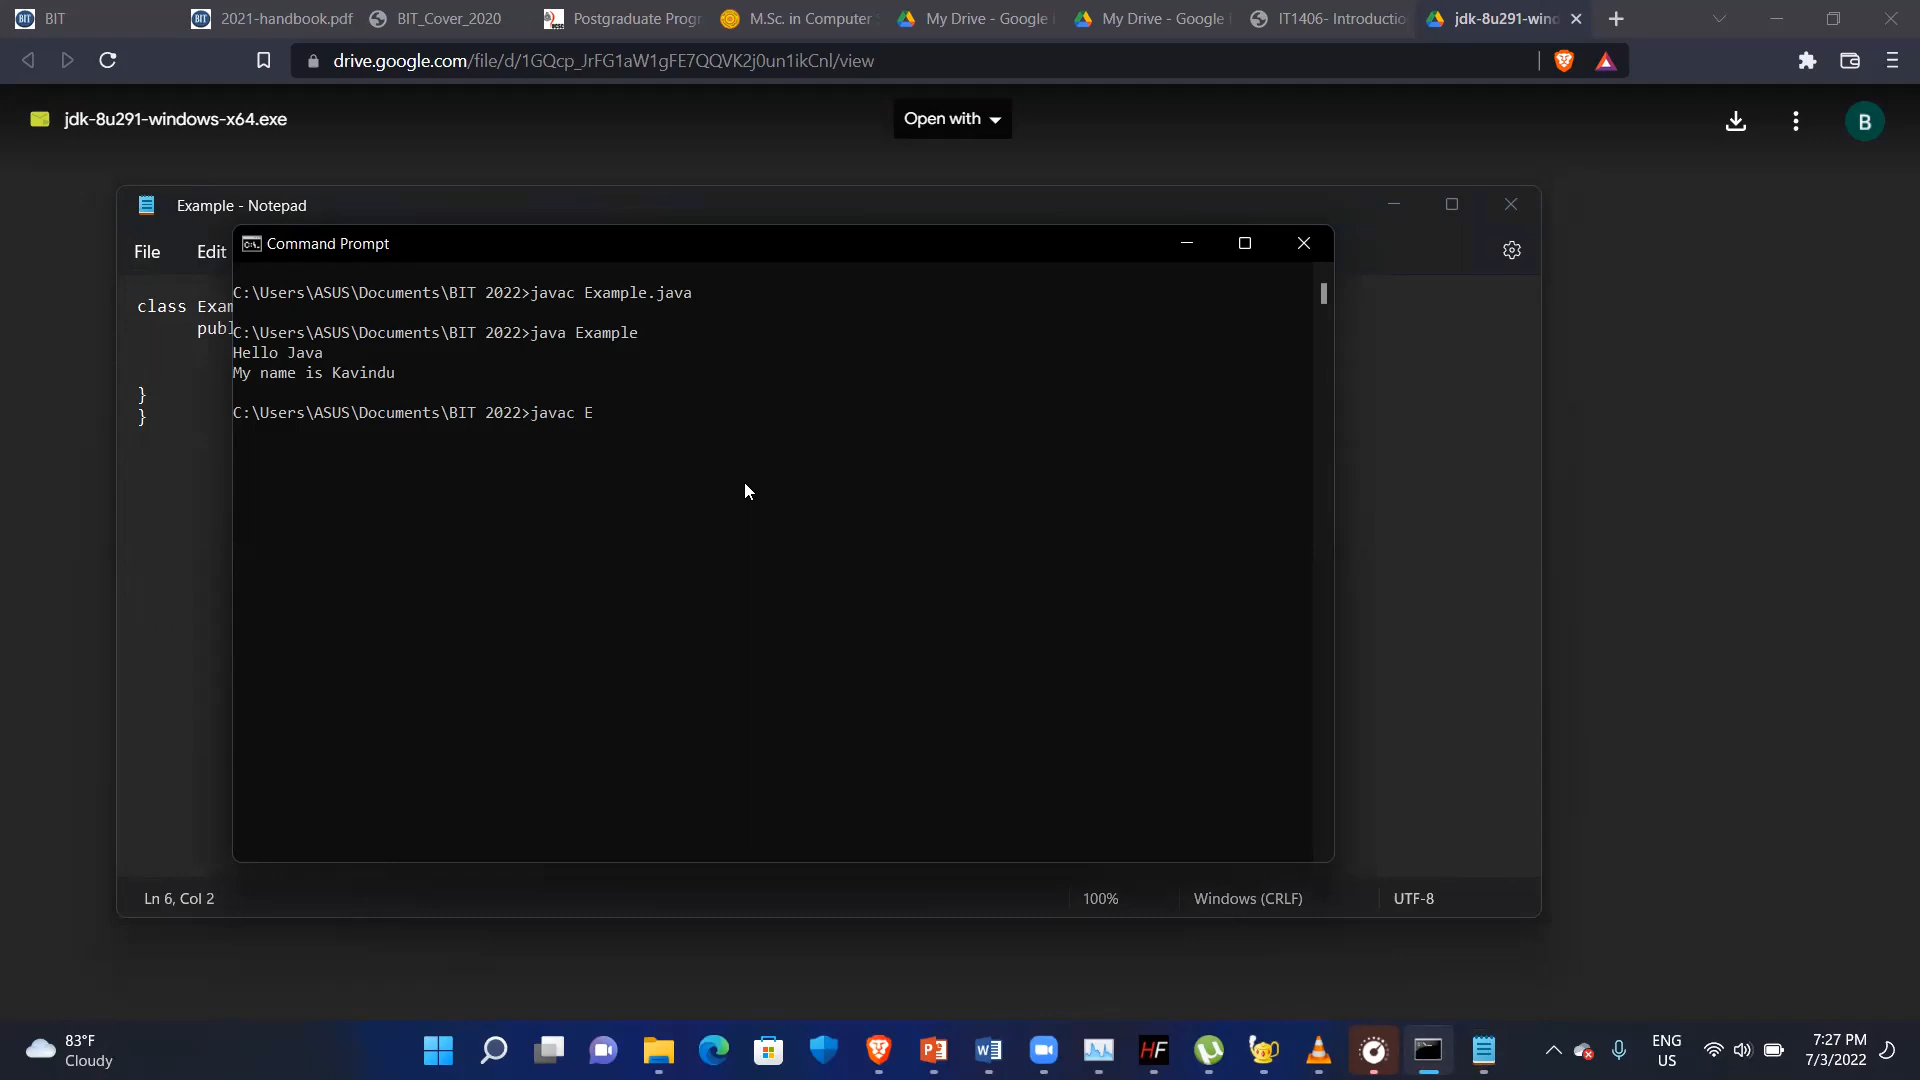 BIT
2021-handbook.pdf
BIT_Cover_2020
Postgraduate Prog
M.Sc. in Computer
My Drive - Google
My Drive - Google
IT1406- Introductio
jdk-8u291-wind
drive.google.com/file/d/1GQcp_JrFG1aW1gFE7QQVK2j0un1ikCnl/view
jdk-8u291-windows-x64.exe
Open with
B
Example - Notepad
File Edit
Command Prompt
class Exam
publ
}
}
C:\Users\ASUS\Documents\BIT 2022>javac Example.java
C:\Users\ASUS\Documents\BIT 2022>java Example
Hello Java
My name is Kavindu
C:\Users\ASUS\Documents\BIT 2022>javac E
Ln 6, Col 2
100%
Windows (CRLF)
UTF-8
83°F
Cloudy
HF
ENG
US
7:27 PM
7/3/2022